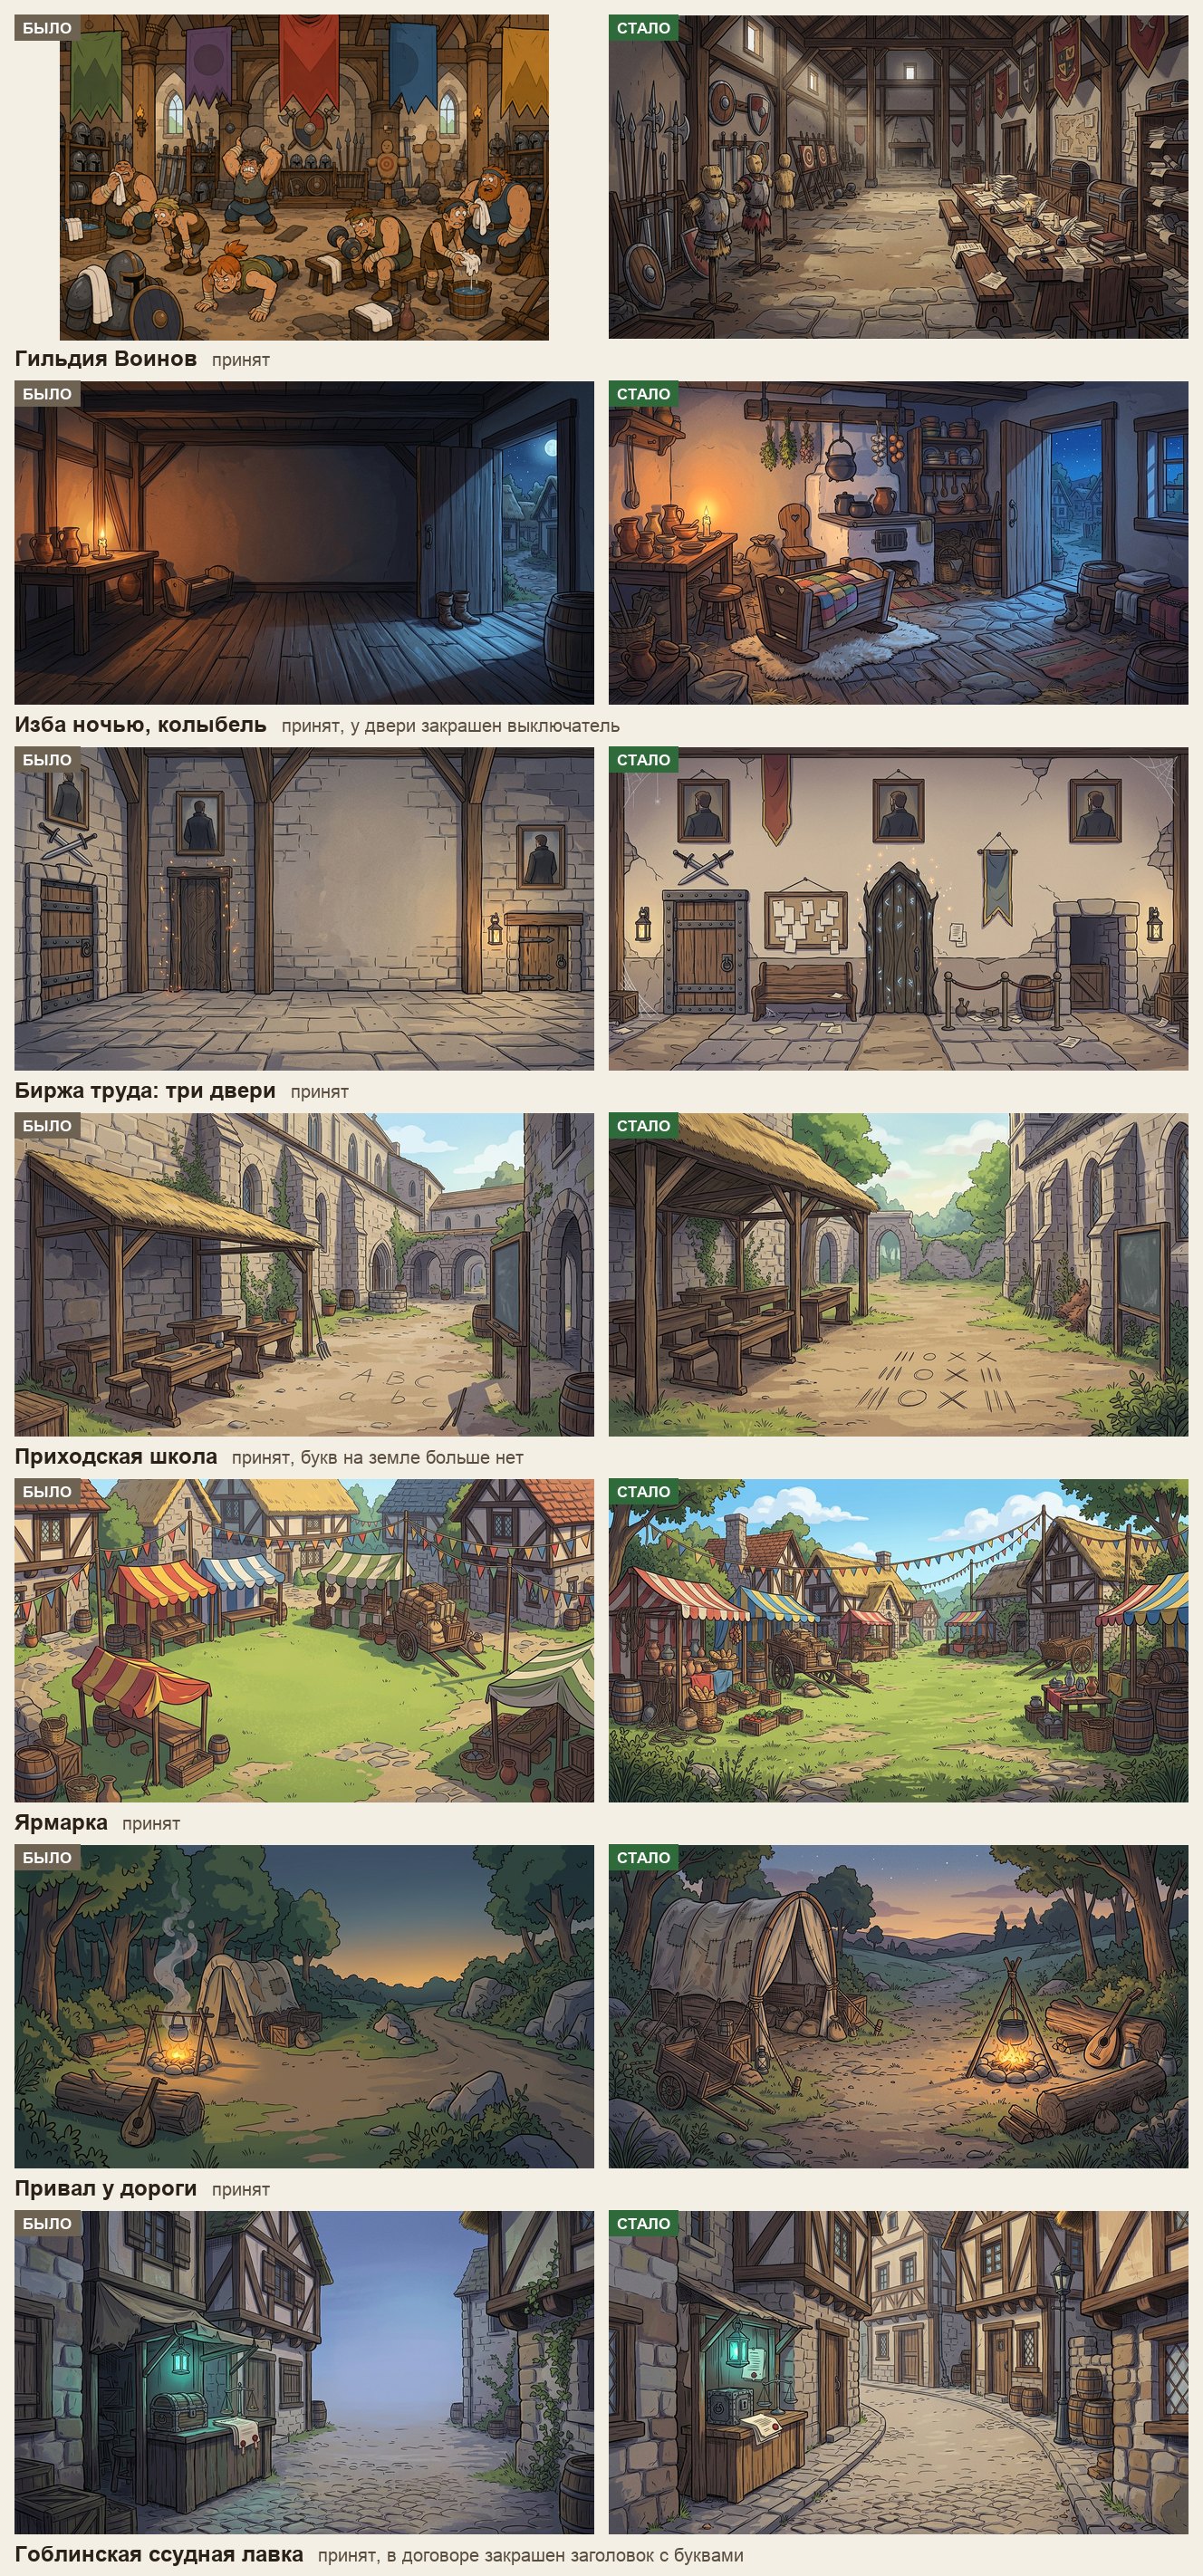 БЫЛО
СТАЛО
Гильдия Воинов принят
БЫЛО
СТАЛО
Изба ночью, колыбель принят, у двери закрашен выключатель
БЫЛО
СТАЛО
Биржа труда: три двери принят
БЫЛО
СТАЛО
A B C
a b c
Приходская школа принят, букв на земле больше нет
БЫЛО
СТАЛО
Ярмарка принят
БЫЛО
СТАЛО
Привал у дороги принят
БЫЛО
СТАЛО
Гоблинская ссудная лавка принят, в договоре закрашен заголовок с буквами